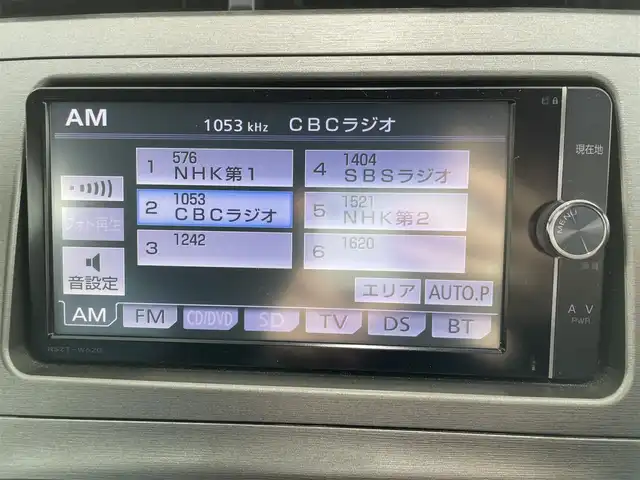 AM
1053 kHz CBCラジオ
現在地
1 576 NHK第1
4 1404 SBSラジオ
2 1053 CBCラジオ
5 1521 NHK第2
3 1242
6 1620
MENU
音設定
エリア
AUTO.P
AM
FM
CD/DVD
SD
TV
DS
BT
∧ ∨
PWR